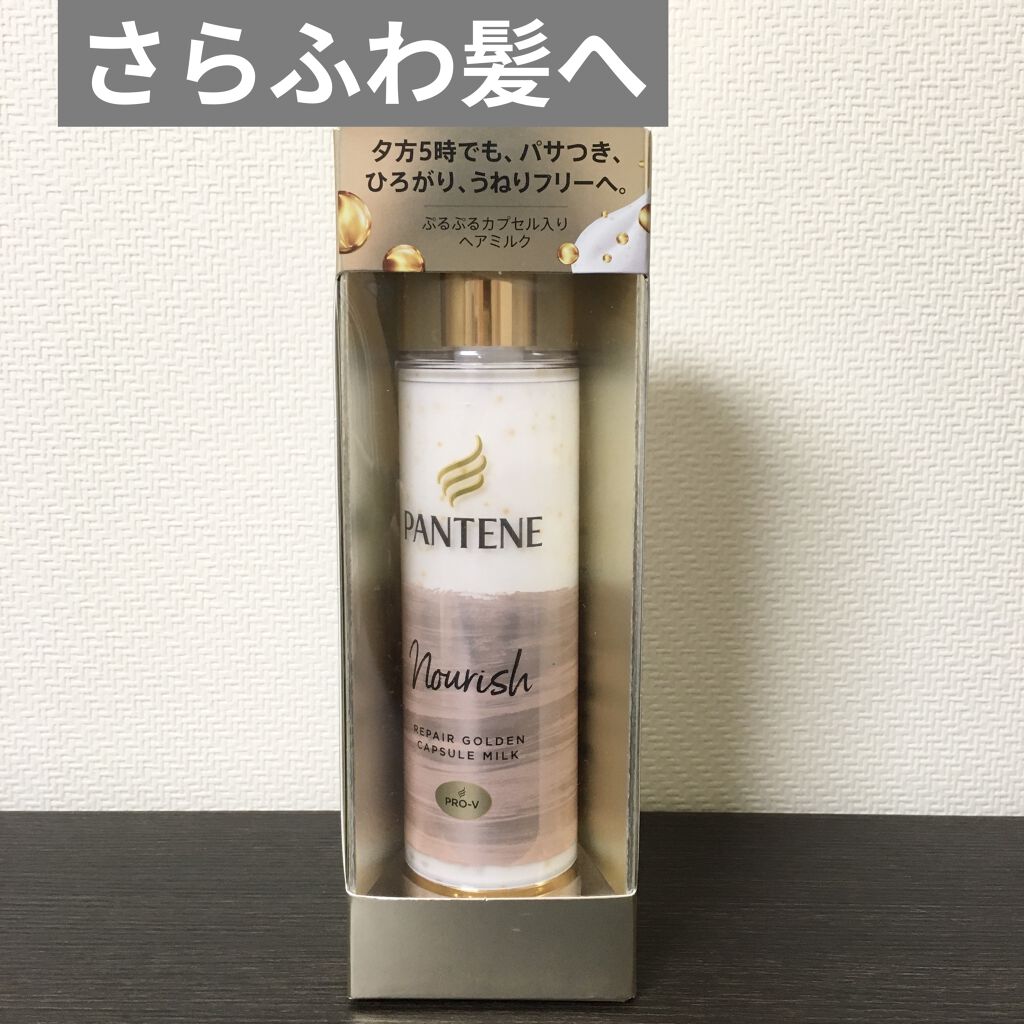 さらふわ髪へ
夕方5時でも、パサつき、
ひろがり、うねりフリーへ。
ぷるぷるカプセル入り
ヘアミルク
PANTENE
Nourish
REPAIR GOLDEN
CAPSULE MILK
PRO-V